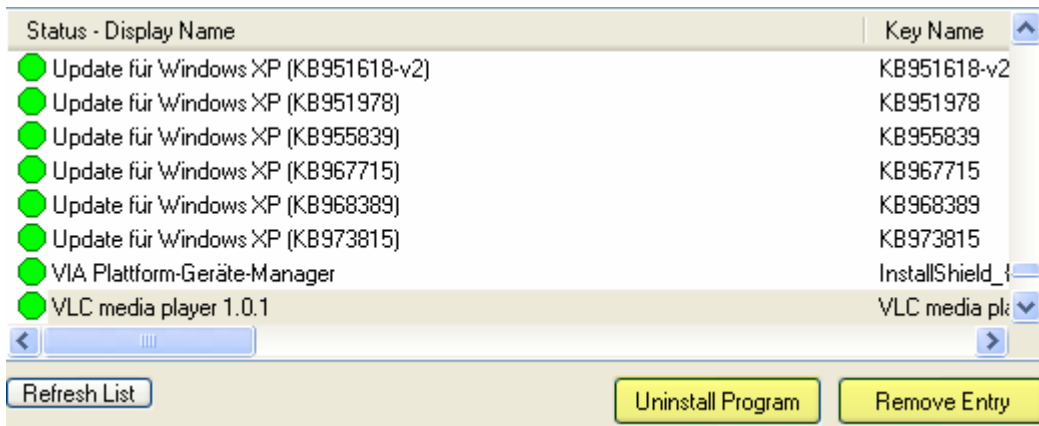 Status - Display Name Key Name
Update für Windows XP (KB951618-v2) KB951618-v2
Update für Windows XP (KB951978) KB951978
Update für Windows XP (KB955839) KB955839
Update für Windows XP (KB967715) KB967715
Update für Windows XP (KB968389) KB968389
Update für Windows XP (KB973815) KB973815
VIA Plattform-Geräte-Manager InstallShield_{
VLC media player 1.0.1 VLC media pla
Refresh List Uninstall Program Remove Entry